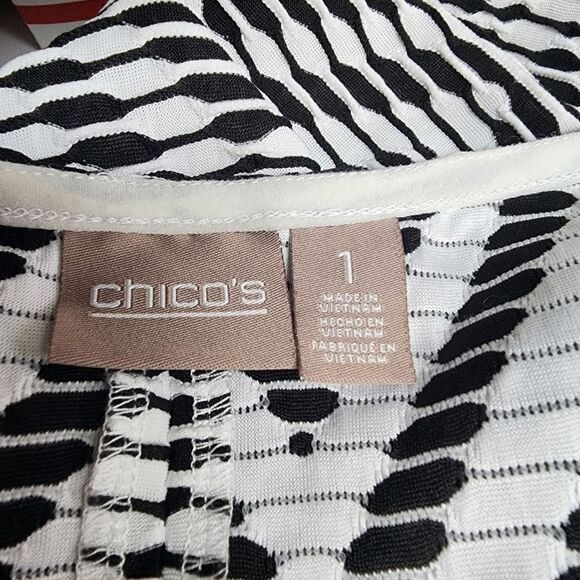 chico's
1
MADE IN
VIETNAM
HECHO EN
VIETNAM
FABRIQUÉ EN
VIETNAM